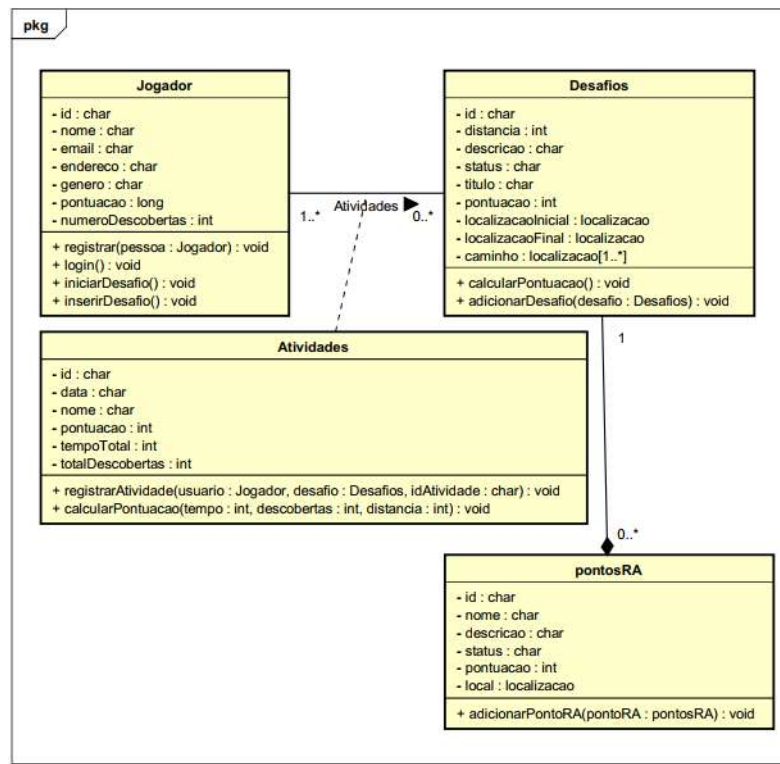 pkg
Jogador
- id : char
- nome : char
- email : char
- endereco : char
- genero : char
- pontuacao : long
- numeroDescobertas : int
+ registrar(pessoa : Jogador) : void
+ login() : void
+ iniciarDesafio() : void
+ inserirDesafio() : void
1..*
Atividades
0..*
Desafios
- id : char
- distancia : int
- descricao : char
- status : char
- titulo : char
- pontuacao : int
- localizacaoInicial : localizacao
- localizacaoFinal : localizacao
- caminho : localizacao[1..*]
+ calcularPontuacao() : void
+ adicionarDesafio(desafio : Desafios) : void
Atividades
- id : char
- data : char
- nome : char
- pontuacao : int
- tempoTotal : int
- totalDescobertas : int
+ registrarAtividade(usuario : Jogador, desafio : Desafios, idAtividade : char) : void
+ calcularPontuacao(tempo : int, descobertas : int, distancia : int) : void
1
0..*
pontosRA
- id : char
- nome : char
- descricao : char
- status : char
- pontuacao : int
- local : localizacao
+ adicionarPontoRA(pontoRA : pontosRA) : void